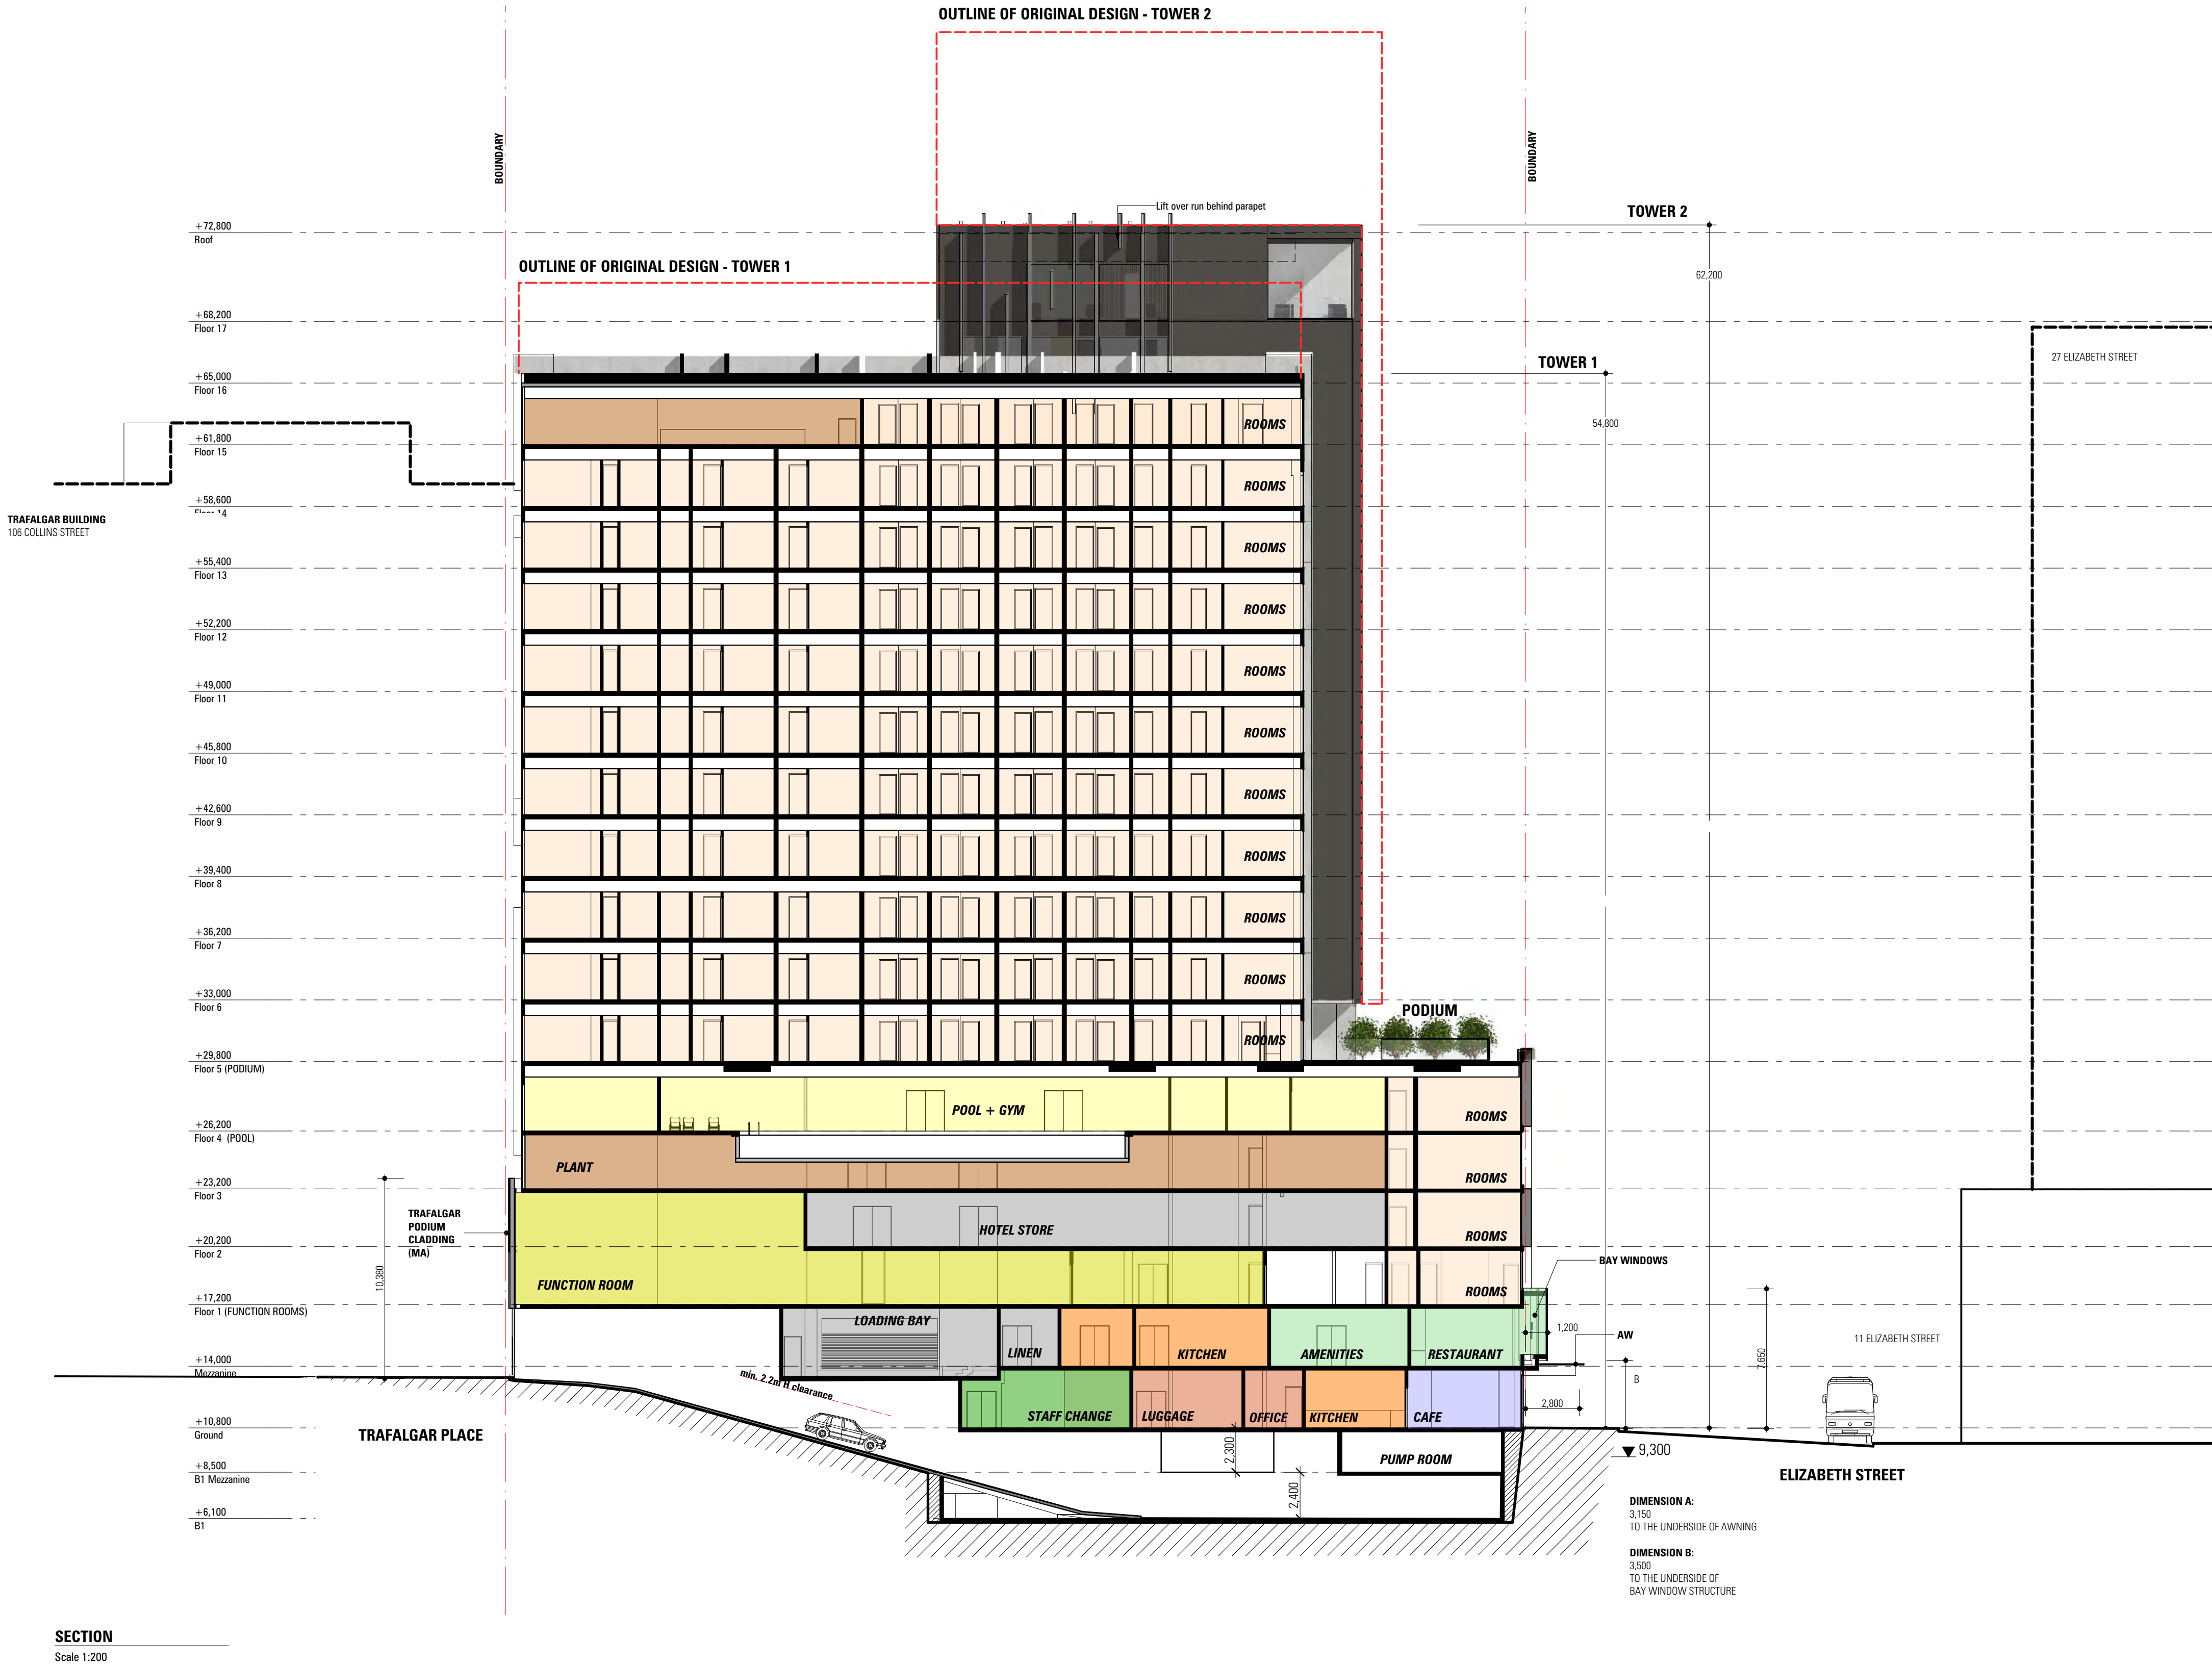 OUTLINE OF ORIGINAL DESIGN - TOWER 2
BOUNDARY
BOUNDARY
Lift over run behind parapet
TOWER 2
+72,800
Roof
62,200
OUTLINE OF ORIGINAL DESIGN - TOWER 1
+68,200
Floor 17
27 ELIZABETH STREET
TOWER 1
+65,000
Floor 16
54,800
ROOMS
+61,800
Floor 15
ROOMS
+58,600
Floor 14
TRAFALGAR BUILDING
106 COLLINS STREET
ROOMS
+55,400
Floor 13
ROOMS
+52,200
Floor 12
ROOMS
+49,000
Floor 11
ROOMS
+45,800
Floor 10
ROOMS
+42,600
Floor 9
ROOMS
+39,400
Floor 8
ROOMS
+36,200
Floor 7
ROOMS
+33,000
Floor 6
PODIUM
ROOMS
+29,800
Floor 5 (PODIUM)
POOL + GYM
ROOMS
+26,200
Floor 4 (POOL)
PLANT
ROOMS
+23,200
Floor 3
TRAFALGAR
PODIUM
CLADDING
(MA)
HOTEL STORE
ROOMS
+20,200
Floor 2
10,380
BAY WINDOWS
FUNCTION ROOM
ROOMS
+17,200
Floor 1 (FUNCTION ROOMS)
LOADING BAY
LINEN
KITCHEN
AMENITIES
RESTAURANT
1,200
AW
11 ELIZABETH STREET
7,650
+14,000
Mezzanine
B
min. 2.2m H clearance
STAFF CHANGE
LUGGAGE
OFFICE
KITCHEN
CAFE
2,800
+10,800
Ground
TRAFALGAR PLACE
2,300
PUMP ROOM
9,300
ELIZABETH STREET
+8,500
B1 Mezzanine
2,400
+6,100
B1
DIMENSION A:
3,150
TO THE UNDERSIDE OF AWNING
DIMENSION B:
3,500
TO THE UNDERSIDE OF
BAY WINDOW STRUCTURE
SECTION
Scale 1:200